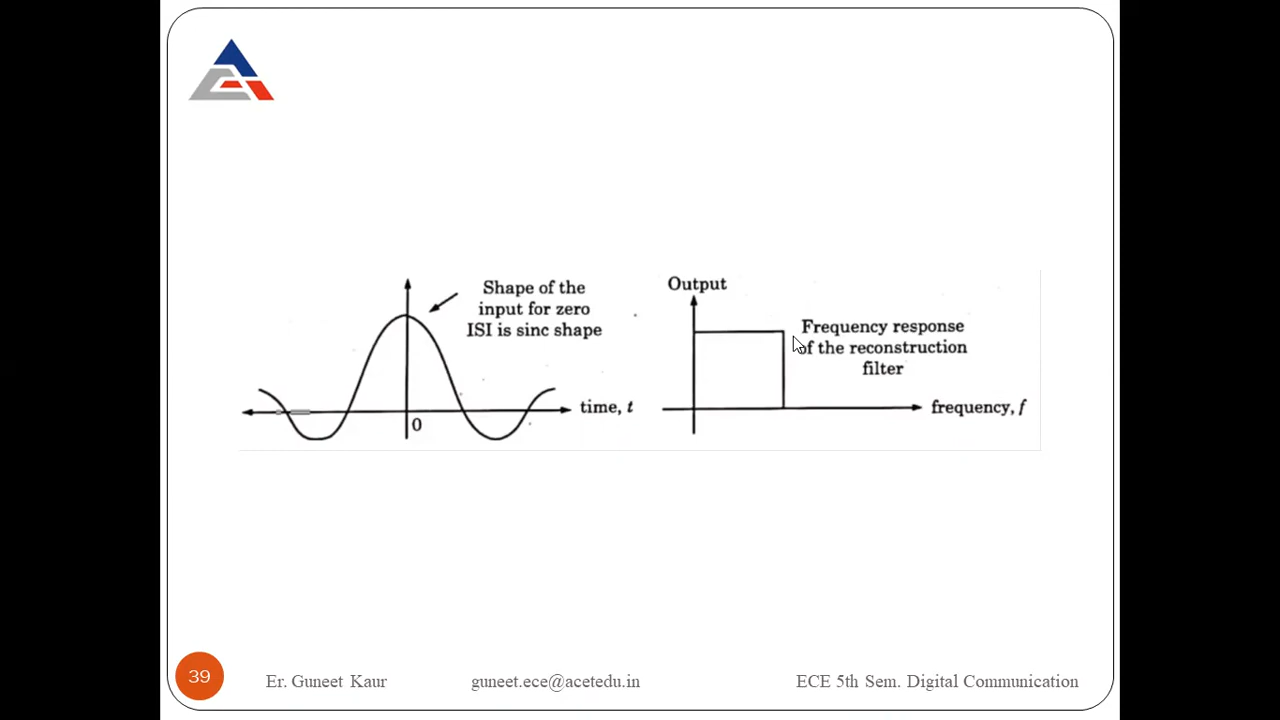 Shape of the
input for zero
ISI is sinc shape
0
time, t
Output
Frequency response
of the reconstruction
filter
frequency, f
39
Er. Guneet Kaur
guneet.ece@acetedu.in
ECE 5th Sem. Digital Communication